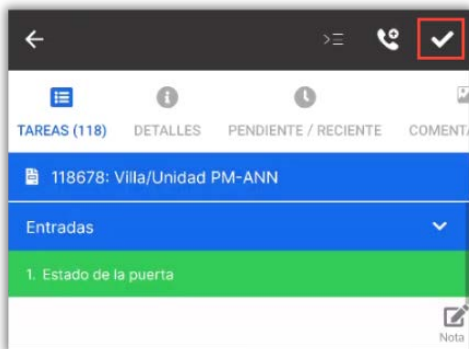 TAREAS (118) DETALLES PENDIENTE / RECIENTE
118678: Villa/Unidad PM-ANN
Entradas
1. Estado de la puerta
Nota